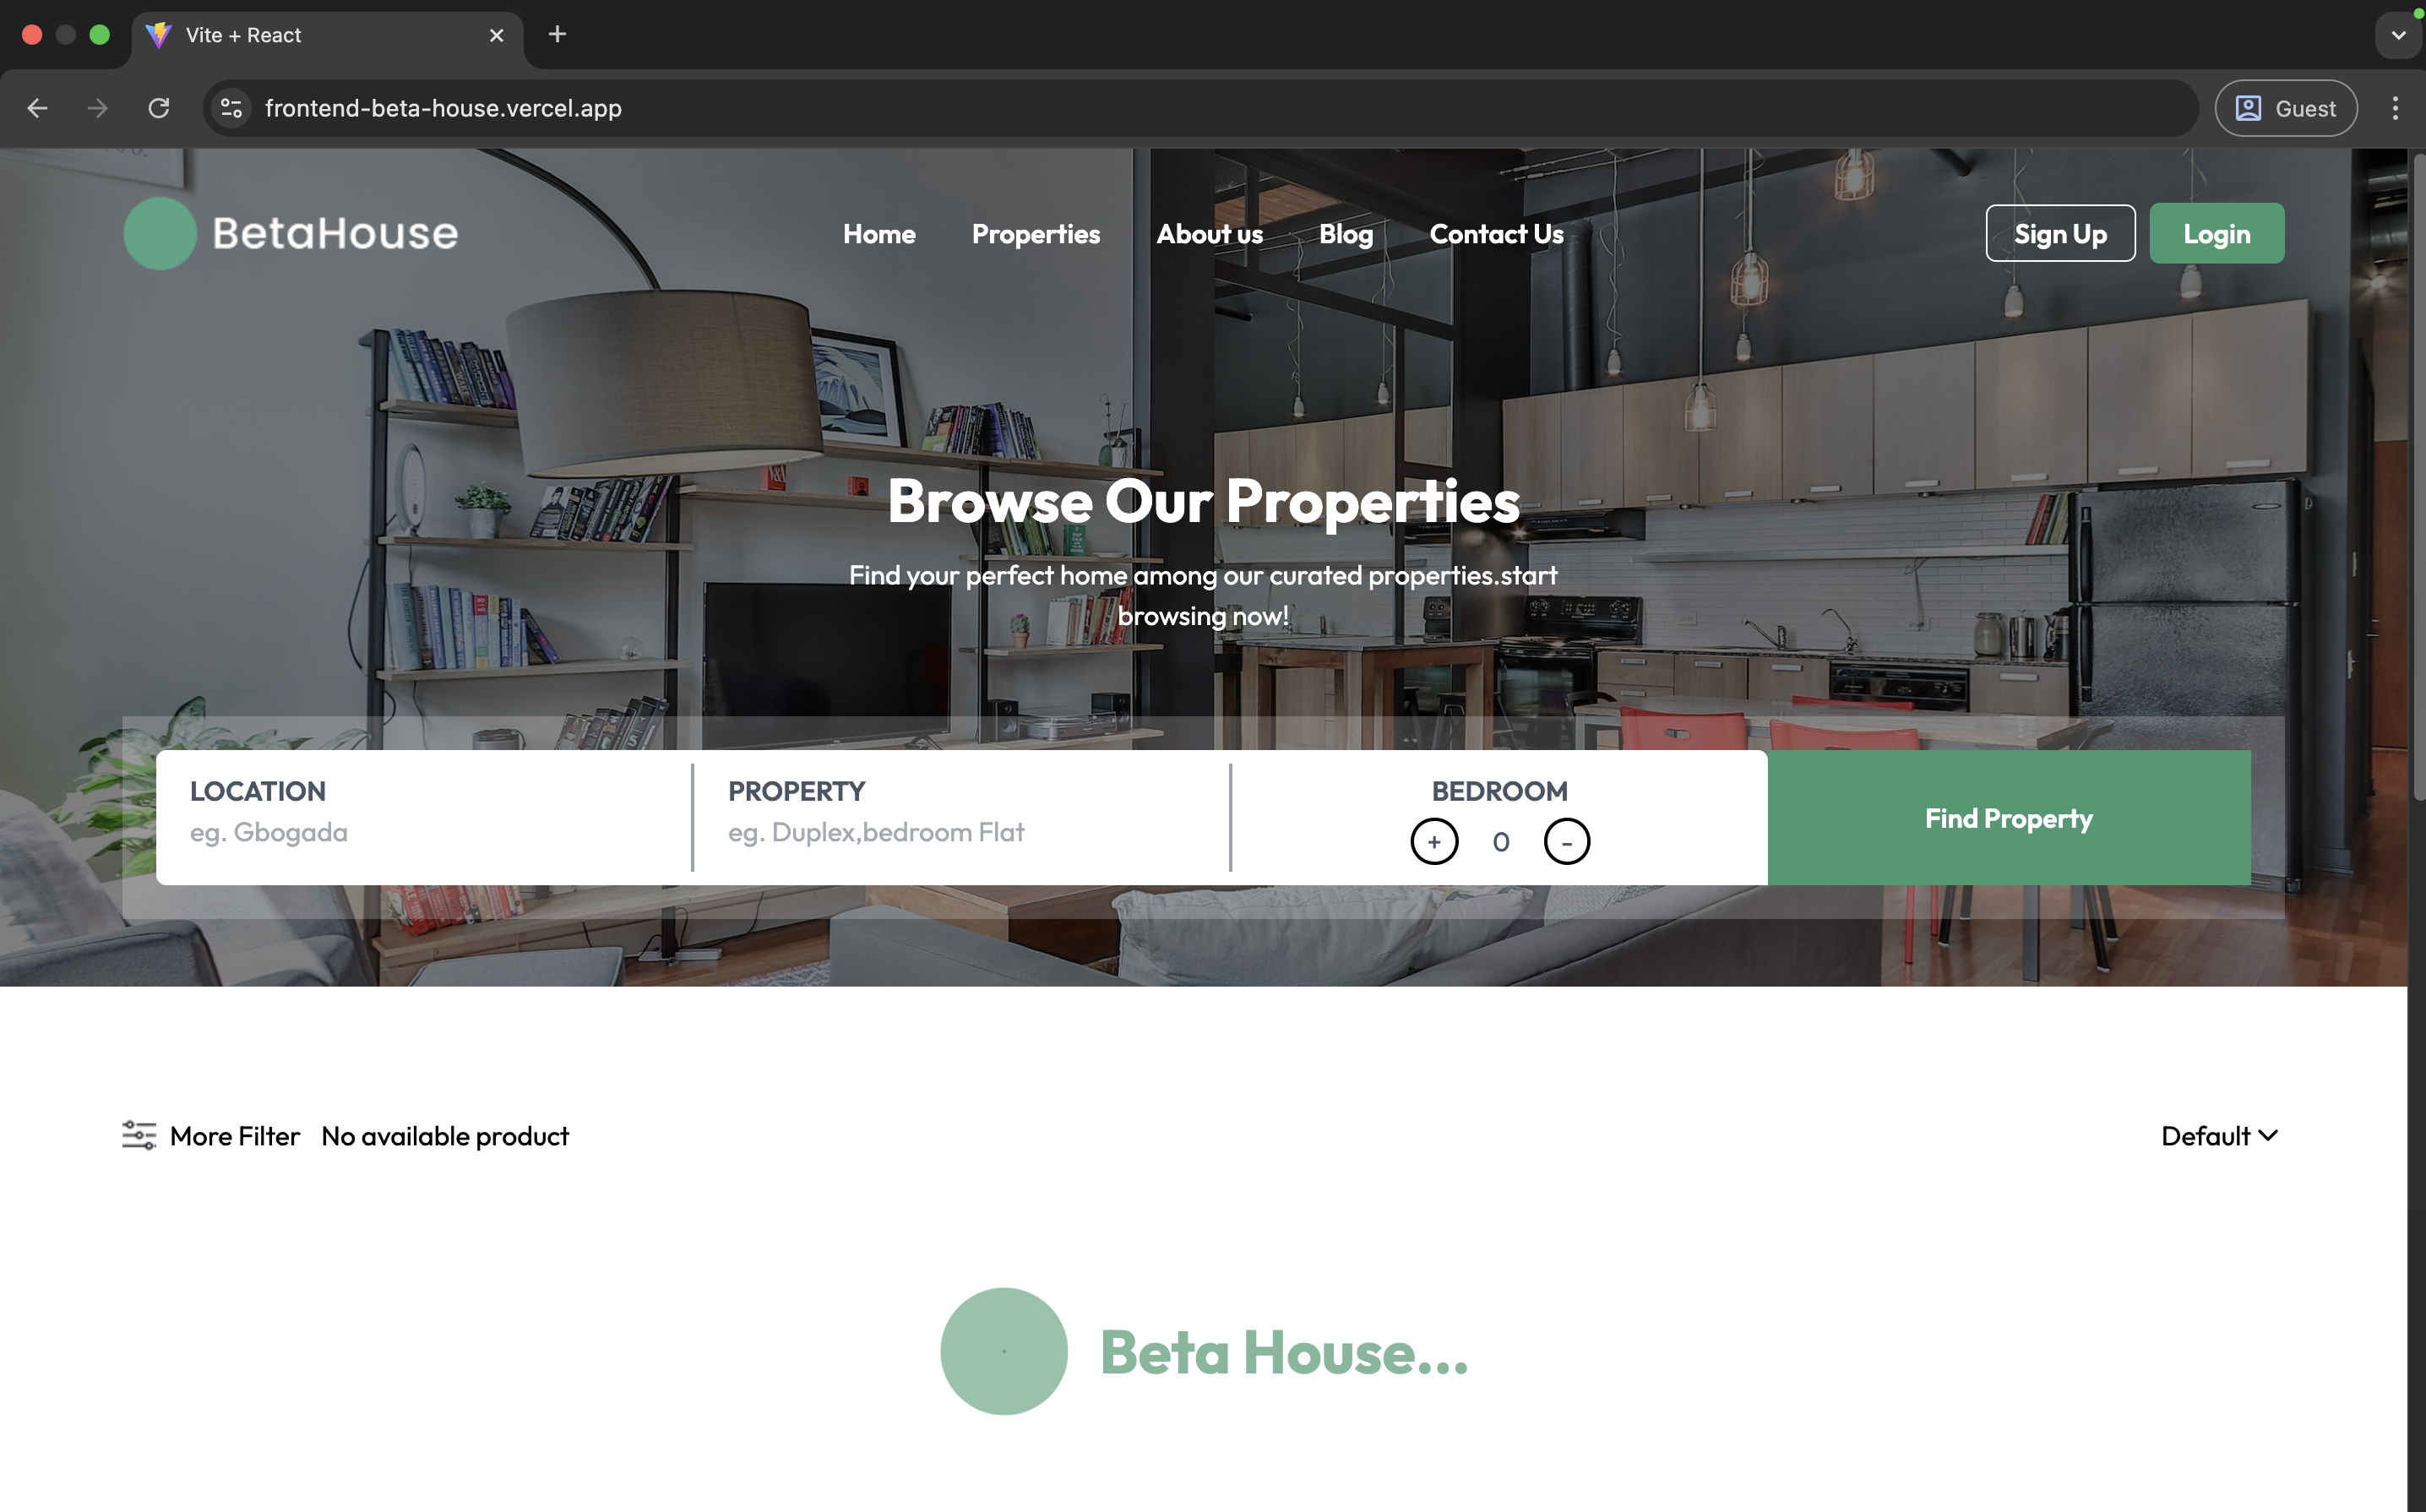 Vite + React
frontend-beta-house.vercel.app
Guest
BetaHouse
Home Properties About us Blog Contact Us
Sign Up Login
Browse Our Properties
Find your perfect home among our curated properties.start
browsing now!
LOCATION
eg. Gbogada
PROPERTY
eg. Duplex,bedroom Flat
BEDROOM
+ 0 -
Find Property
More Filter No available product
Default
Beta House...